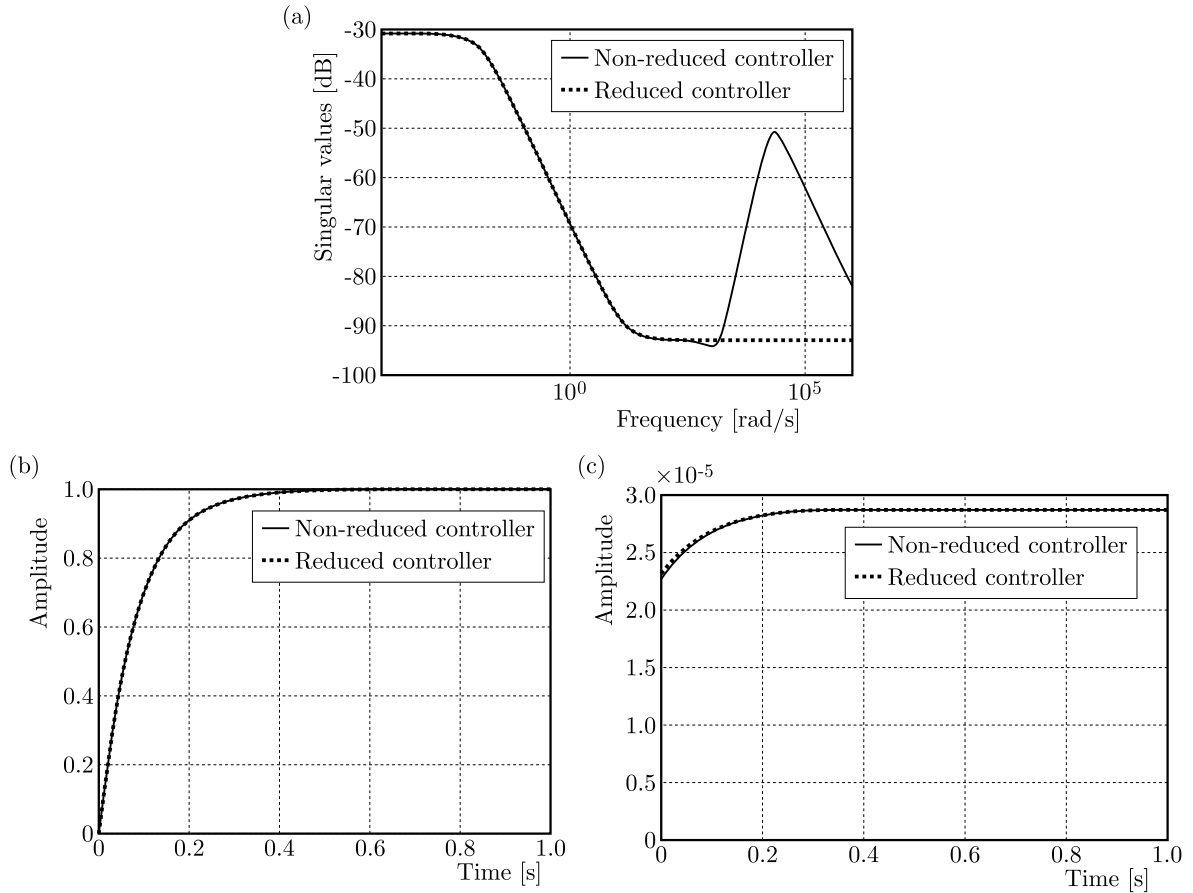 (a)
-30
-40
-50
-60
-70
-80
-90
-100
Singular values [dB]
Non-reduced controller
Reduced controller
10⁰
10⁵
Frequency [rad/s]
(b)
1.0
0.8
0.6
0.4
0.2
0
Amplitude
Non-reduced controller
Reduced controller
0
0.2
0.4
0.6
0.8
1.0
Time [s]
(c)
×10⁻⁵
3.0
2.5
2.0
1.5
1.0
0.5
0
Amplitude
Non-reduced controller
Reduced controller
0
0.2
0.4
0.6
0.8
1.0
Time [s]